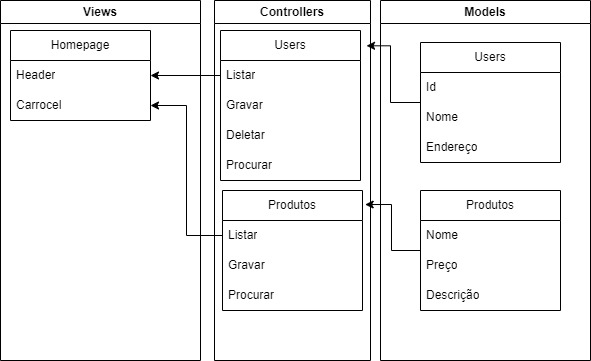 Views
Homepage
Header
Carrocel
Controllers
Users
Listar
Gravar
Deletar
Procurar
Produtos
Listar
Gravar
Procurar
Models
Users
Id
Nome
Endereço
Produtos
Nome
Preço
Descrição